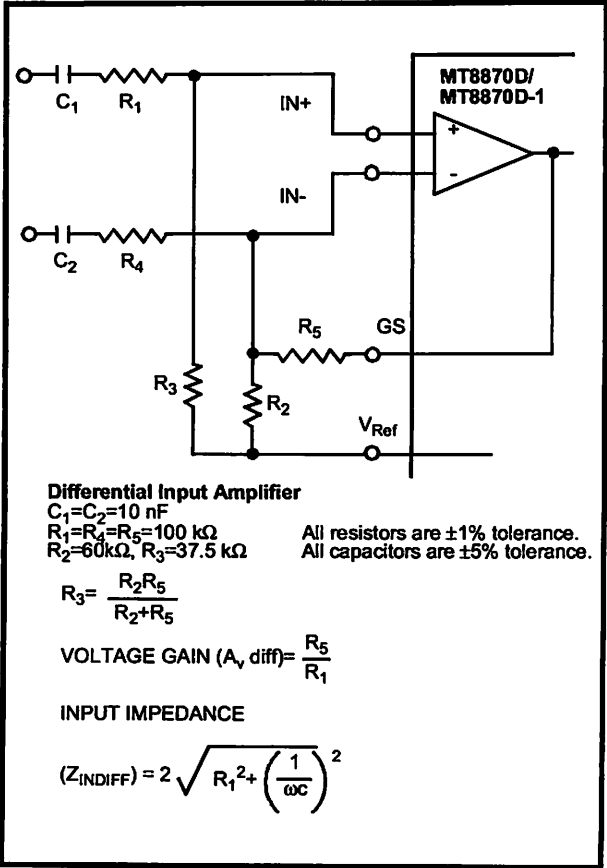 MT8870D/
MT8870D-1
C₁
R₁
IN+
+
IN-
-
C₂
R₄
R₅
GS
R₃
R₂
V_Ref
Differential Input Amplifier
C₁=C₂=10 nF
R₁=R₄=R₅=100 kΩ All resistors are ±1% tolerance.
R₂=60kΩ, R₃=37.5 kΩ All capacitors are ±5% tolerance.
R₃= R₂R₅ / R₂+R₅
VOLTAGE GAIN (Aᵥ diff)= R₅ / R₁
INPUT IMPEDANCE
(Z_INDIFF) = 2 √ R₁²+ (1 / ωc)²